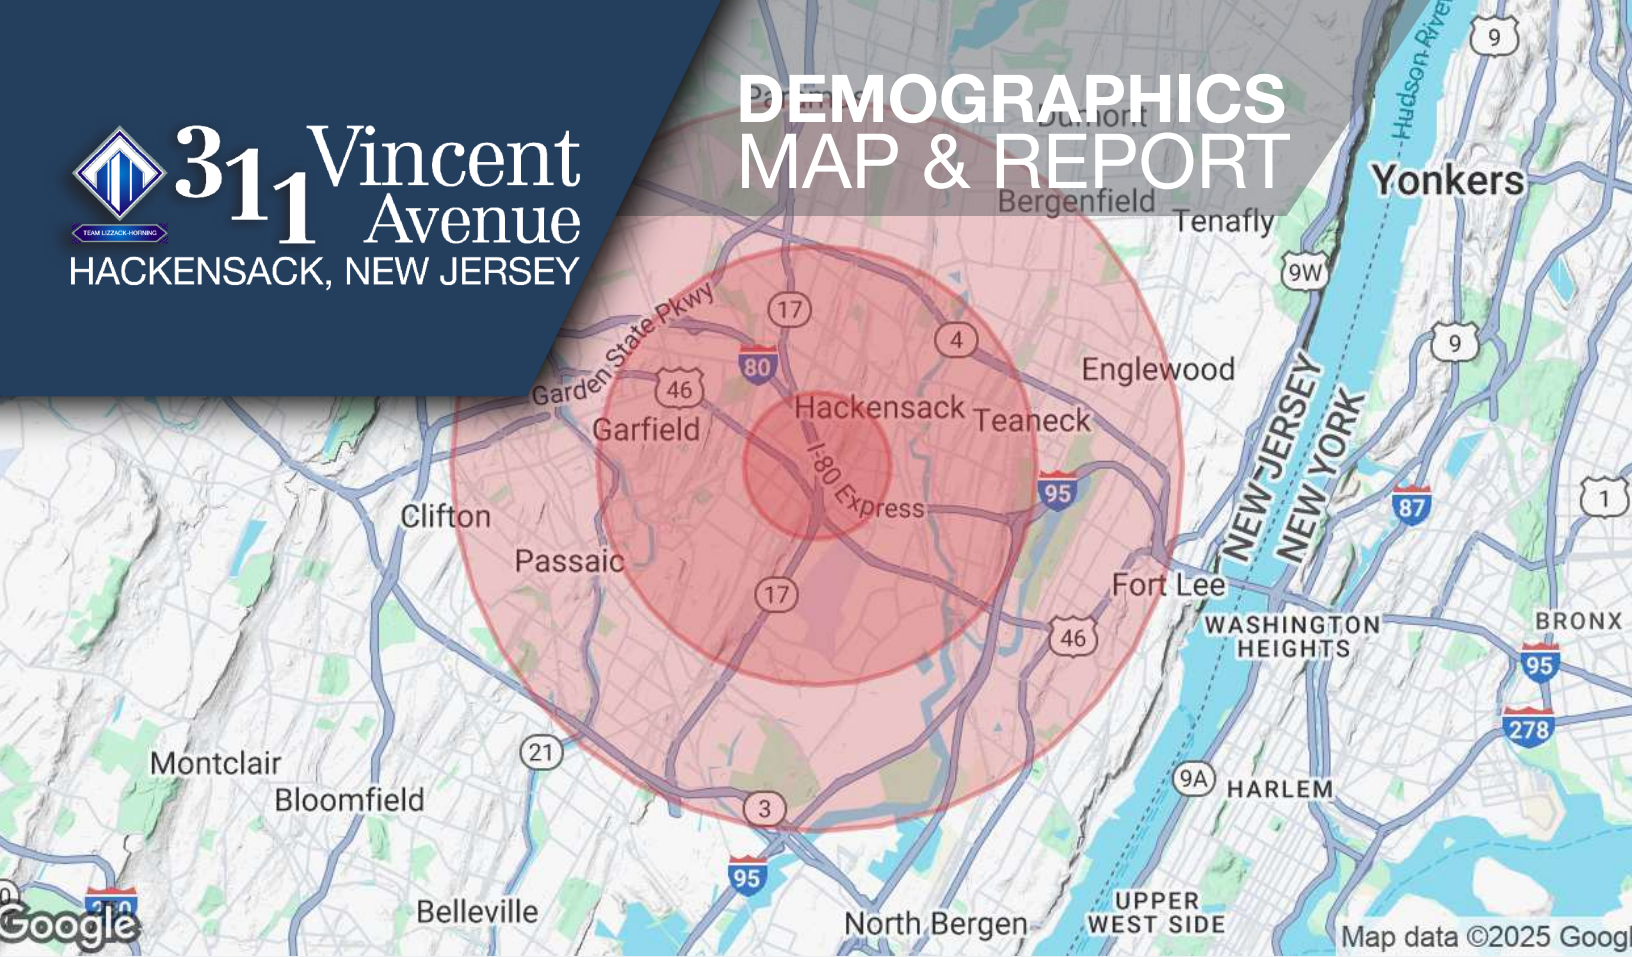 311 Vincent
Avenue
TEAM LIZZACK-HORNING
HACKENSACK, NEW JERSEY
DEMOGRAPHICS
MAP & REPORT
Paramus
Dumont
Bergenfield
Tenafly
Hudson River
9
Yonkers
9W
9
17
4
Garden State Pkwy
80
46
Englewood
Hackensack
Teaneck
Garfield
I-80 Express
95
NEW JERSEY
NEW YORK
87
1
Clifton
Passaic
Fort Lee
17
46
WASHINGTON
HEIGHTS
BRONX
95
278
21
Montclair
Bloomfield
3
9A
HARLEM
95
Belleville
North Bergen
UPPER
WEST SIDE
Google
Map data ©2025 Googl